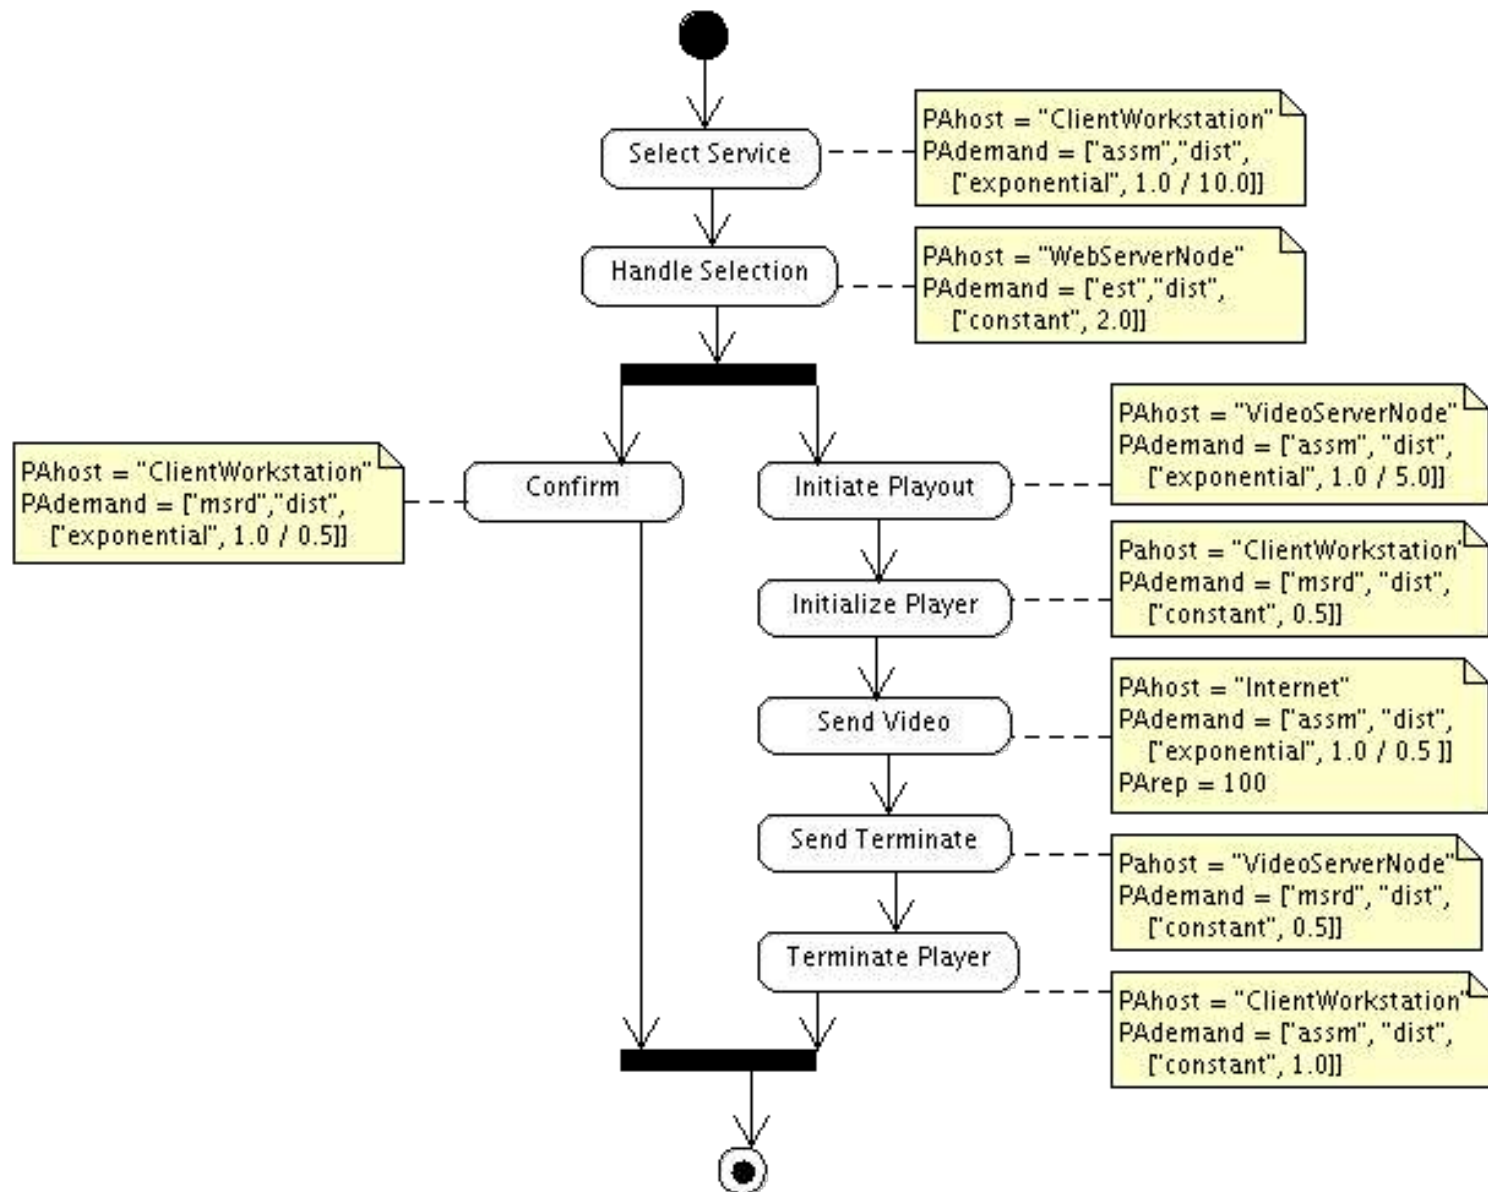 Select Service
PAhost = "ClientWorkstation"
PAdemand = ["assm","dist",
["exponential", 1.0 / 10.0]]
Handle Selection
PAhost = "WebServerNode"
PAdemand = ["est","dist",
["constant", 2.0]]
PAhost = "ClientWorkstation"
PAdemand = ["msrd","dist",
["exponential", 1.0 / 0.5]]
Confirm
Initiate Playout
PAhost = "VideoServerNode"
PAdemand = ["assm", "dist",
["exponential", 1.0 / 5.0]]
Initialize Player
Pahost = "ClientWorkstation"
PAdemand = ["msrd", "dist",
["constant", 0.5]]
Send Video
PAhost = "Internet"
PAdemand = ["assm", "dist",
["exponential", 1.0 / 0.5 ]]
PArep = 100
Send Terminate
Pahost = "VideoServerNode"
PAdemand = ["msrd", "dist",
["constant", 0.5]]
Terminate Player
PAhost = "ClientWorkstation"
PAdemand = ["assm", "dist",
["constant", 1.0]]